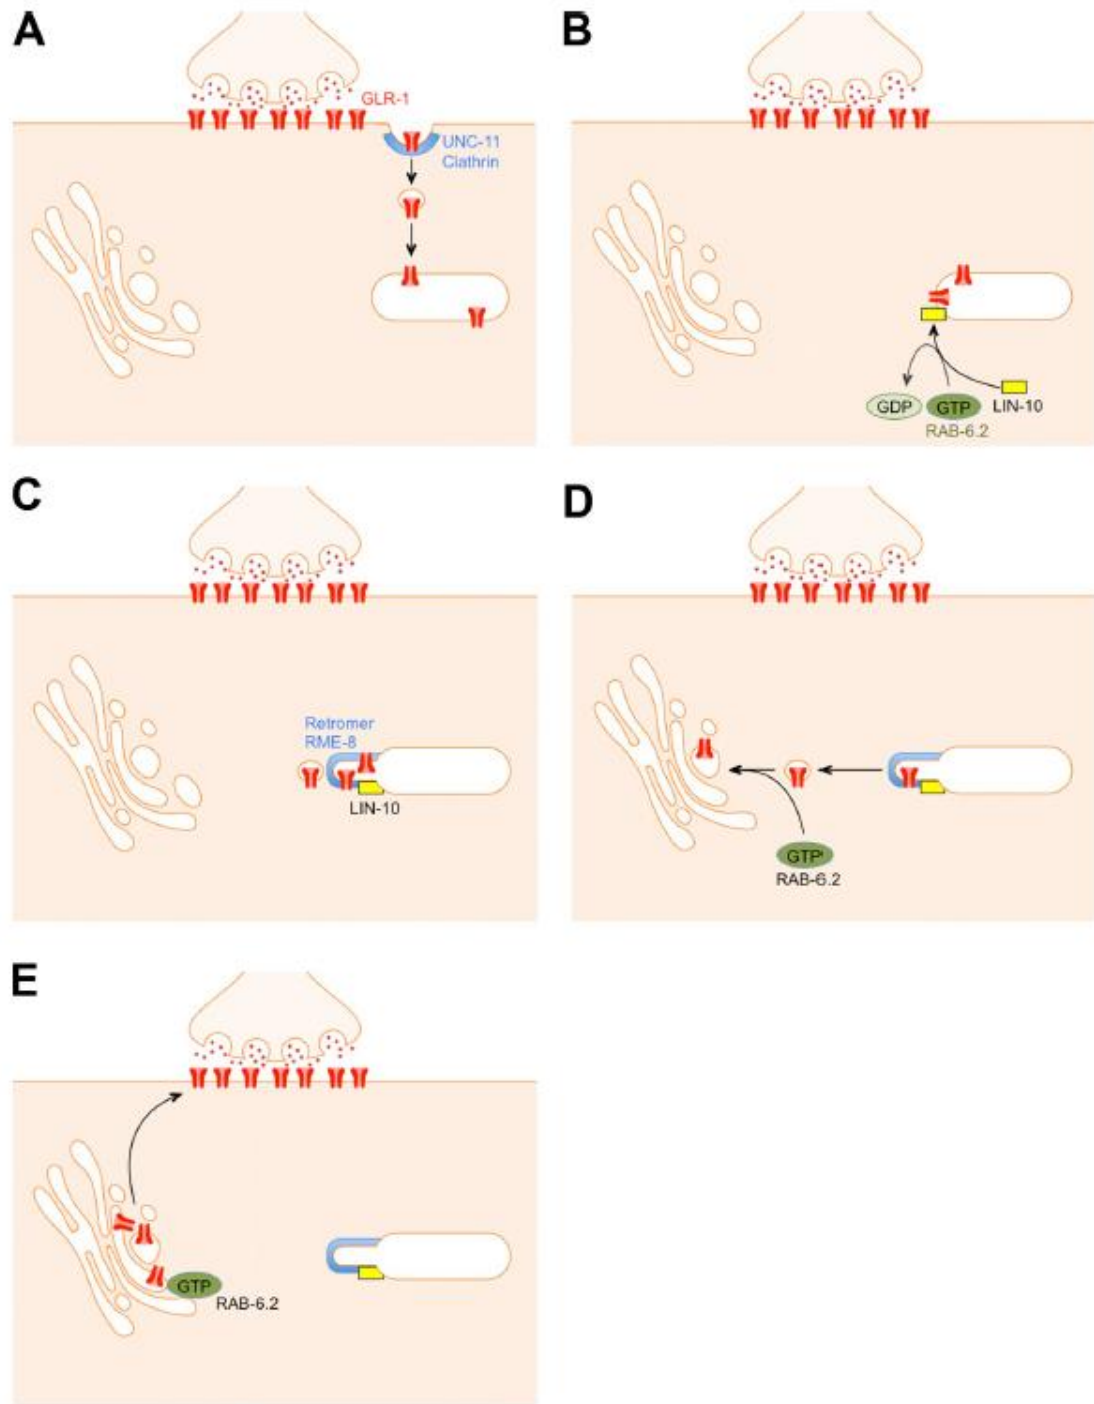 A
B
GLR-1
UNC-11
Clathrin
GDP
GTP
LIN-10
RAB-6.2
C
D
Retromer
RME-8
LIN-10
GTP
RAB-6.2
E
GTP
RAB-6.2